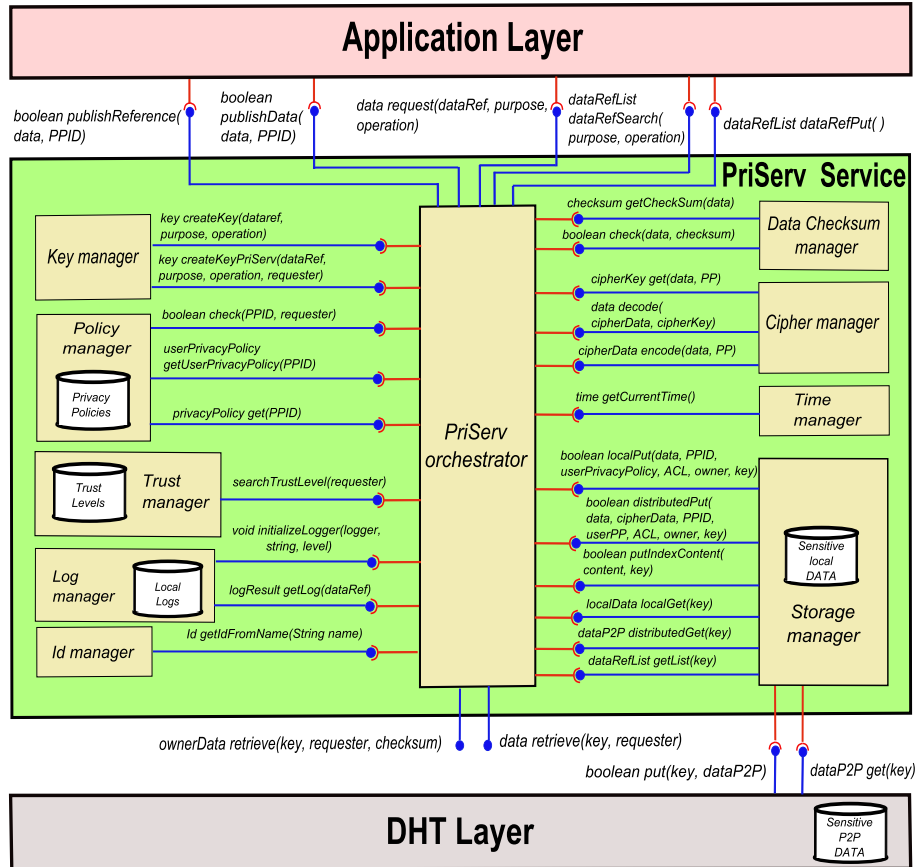 Application Layer
boolean publishReference(
data, PPID)
boolean
publishData(
data, PPID)
data request(dataRef, purpose,
operation)
dataRefList
dataRefSearch(
purpose, operation)
dataRefList dataRefPut( )
PriServ Service
Key manager
key createKey(dataref,
purpose, operation)
key createKeyPriServ(dataRef,
purpose, operation, requester)
Policy
manager
Privacy
Policies
boolean check(PPID, requester)
userPrivacyPolicy
getUserPrivacyPolicy(PPID)
privacyPolicy get(PPID)
Trust
Levels
Trust
manager
searchTrustLevel(requester)
Log
manager
Local
Logs
void initializeLogger(logger,
string, level)
logResult getLog(dataRef)
Id manager
Id getIdFromName(String name)
PriServ
orchestrator
checksum getCheckSum(data)
boolean check(data, checksum)
Data Checksum
manager
cipherKey get(data, PP)
data decode(
cipherData, cipherKey)
cipherData encode(data, PP)
Cipher manager
time getCurrentTime()
Time
manager
boolean localPut(data, PPID,
userPrivacyPolicy, ACL, owner, key)
boolean distributedPut(
data, cipherData, PPID,
userPP, ACL, owner, key)
boolean putIndexContent(
content, key)
localData localGet(key)
dataP2P distributedGet(key)
dataRefList getList(key)
Sensitive
local
DATA
Storage
manager
ownerData retrieve(key, requester, checksum)
data retrieve(key, requester)
boolean put(key, dataP2P)
dataP2P get(key)
DHT Layer
Sensitive
P2P
DATA